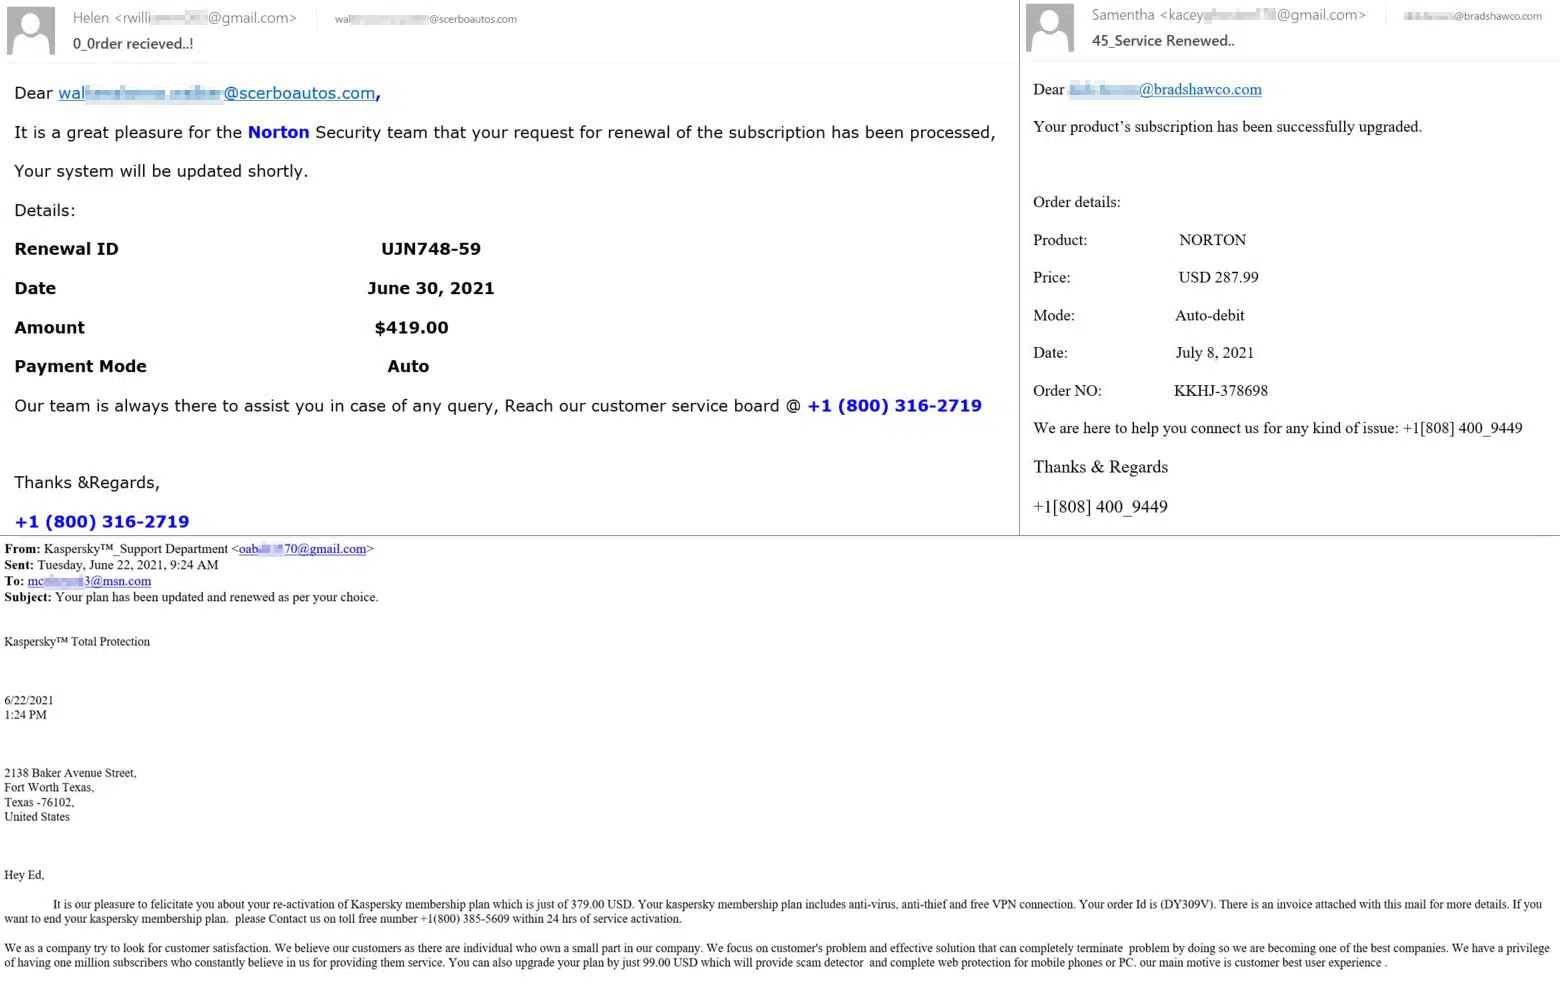 Helen <rwilli @gmail.com>
wal @scerboautos.com
0_0rder recieved..!
Dear wal @scerboautos.com,
It is a great pleasure for the Norton Security team that your request for renewal of the subscription has been processed,
Your system will be updated shortly.
Details:
Renewal ID UJN748-59
Date June 30, 2021
Amount $419.00
Payment Mode Auto
Our team is always there to assist you in case of any query, Reach our customer service board @ +1 (800) 316-2719
Thanks &Regards,
+1 (800) 316-2719
Samentha <kacey @gmail.com>
@bradshawco.com
45_Service Renewed..
Dear @bradshawco.com
Your product’s subscription has been successfully upgraded.
Order details:
Product: NORTON
Price: USD 287.99
Mode: Auto-debit
Date: July 8, 2021
Order NO: KKHJ-378698
We are here to help you connect us for any kind of issue: +1[808] 400_9449
Thanks & Regards
+1[808] 400_9449
From: Kaspersky™_Support Department <oab 70@gmail.com>
Sent: Tuesday, June 22, 2021, 9:24 AM
To: mc 3@msn.com
Subject: Your plan has been updated and renewed as per your choice.
Kaspersky™ Total Protection
6/22/2021
1:24 PM
2138 Baker Avenue Street,
Fort Worth Texas,
Texas -76102,
United States
Hey Ed,
It is our pleasure to felicitate you about your re-activation of Kaspersky membership plan which is just of 379.00 USD. Your kaspersky membership plan includes anti-virus, anti-thief and free VPN connection. Your order Id is (DY309V). There is an invoice attached with this mail for more details. If you
want to end your kaspersky membership plan.  please Contact us on toll free number +1(800) 385-5609 within 24 hrs of service activation.
We as a company try to look for customer satisfaction. We believe our customers as there are individual who own a small part in our company. We focus on customer's problem and effective solution that can completely terminate  problem by doing so we are becoming one of the best companies. We have a privilege
of having one million subscribers who constantly believe in us for providing them service. You can also upgrade your plan by just 99.00 USD which will provide scam detector  and complete web protection for mobile phones or PC. our main motive is customer best user experience .